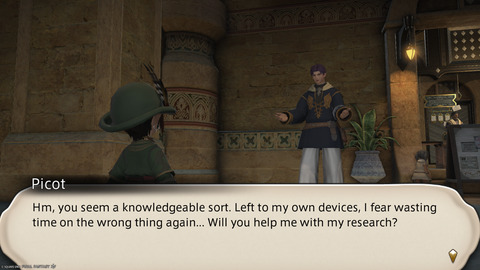 Picot
Hm, you seem a knowledgeable sort. Left to my own devices, I fear wasting
time on the wrong thing again... Will you help me with my research?